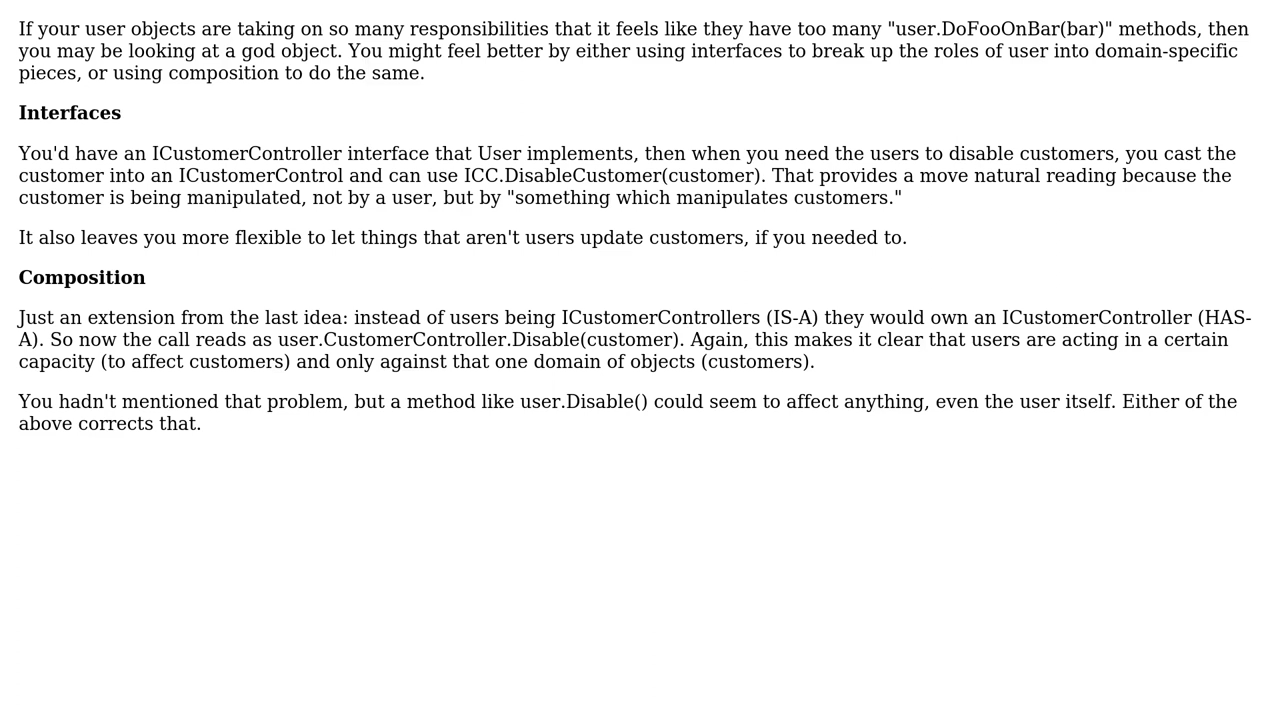 If your user objects are taking on so many responsibilities that it feels like they have too many "user.DoFooOnBar(bar)" methods, then
you may be looking at a god object. You might feel better by either using interfaces to break up the roles of user into domain-specific
pieces, or using composition to do the same.
Interfaces
You'd have an ICustomerController interface that User implements, then when you need the users to disable customers, you cast the
customer into an ICustomerControl and can use ICC.DisableCustomer(customer). That provides a move natural reading because the
customer is being manipulated, not by a user, but by "something which manipulates customers."
It also leaves you more flexible to let things that aren't users update customers, if you needed to.
Composition
Just an extension from the last idea: instead of users being ICustomerControllers (IS-A) they would own an ICustomerController (HAS-
A). So now the call reads as user.CustomerController.Disable(customer). Again, this makes it clear that users are acting in a certain
capacity (to affect customers) and only against that one domain of objects (customers).
You hadn't mentioned that problem, but a method like user.Disable() could seem to affect anything, even the user itself. Either of the
above corrects that.